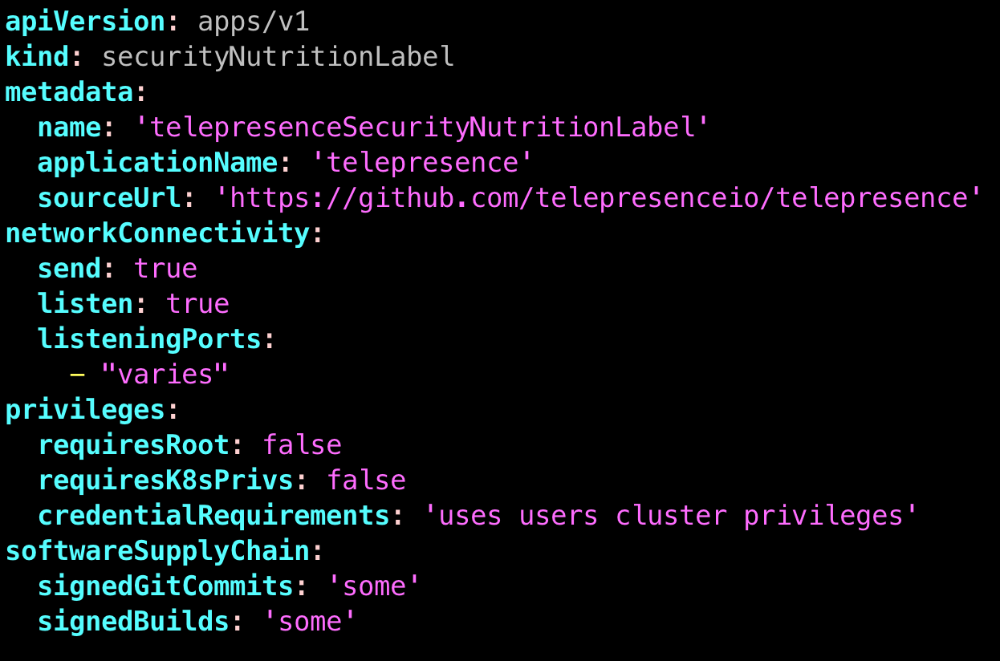 apiVersion: apps/v1
kind: securityNutritionLabel
metadata:
  name: 'telepresenceSecurityNutritionLabel'
  applicationName: 'telepresence'
  sourceUrl: 'https://github.com/telepresenceio/telepresence'
networkConnectivity:
  send: true
  listen: true
  listeningPorts:
    - "varies"
privileges:
  requiresRoot: false
  requiresK8sPrivs: false
  credentialRequirements: 'uses users cluster privileges'
softwareSupplyChain:
  signedGitCommits: 'some'
  signedBuilds: 'some'